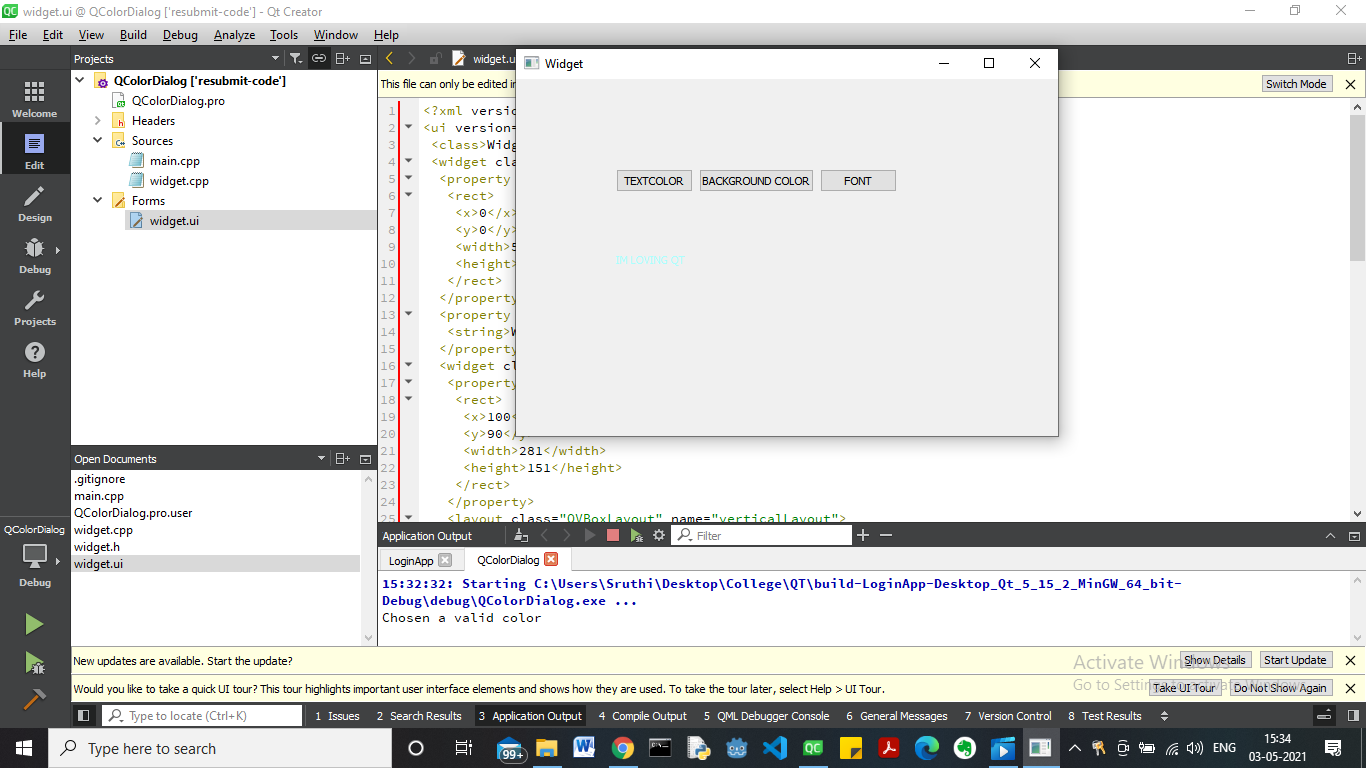 QC widget.ui @ QColorDialog ['resubmit-code'] - Qt Creator
File Edit View Build Debug Analyze Tools Window Help
Projects
widget.u
Widget
QColorDialog ['resubmit-code']
QColorDialog.pro
Headers
Sources
main.cpp
widget.cpp
Forms
widget.ui
Welcome
Edit
Design
Debug
Projects
Help
This file can only be edited in
Switch Mode
1 <?xml versio
2 <ui version=
3 <class>Widg
4 <widget cla
5 <property
6 <rect>
7 <x>0</x>
8 <y>0</y>
9 <width>5
10 <height>
11 </rect>
12 </property
13 <property
14 <string>W
15 </property
16 <widget cl
17 <property
18 <rect>
19 <x>100<
20 <y>90</y
21 <width>281</width>
22 <height>151</height>
23 </rect>
24 </property>
25 <layout class="QVBoxLayout" name="verticalLayout">
TEXTCOLOR BACKGROUND COLOR FONT
IM LOVING QT
Open Documents
.gitignore
main.cpp
QColorDialog.pro.user
widget.cpp
widget.h
widget.ui
QColorDialog
Debug
Application Output
Filter
LoginApp QColorDialog
15:32:32: Starting C:\Users\Sruthi\Desktop\College\QT\build-LoginApp-Desktop_Qt_5_15_2_MinGW_64_bit-
Debug\debug\QColorDialog.exe ...
Chosen a valid color
New updates are available. Start the update?
Show Details Start Update
Would you like to take a quick UI tour? This tour highlights important user interface elements and shows how they are used. To take the tour later, select Help > UI Tour.
Take UI Tour Do Not Show Again
Activate Windows
Go to Settings to activate Windows.
Type to locate (Ctrl+K) 1 Issues 2 Search Results 3 Application Output 4 Compile Output 5 QML Debugger Console 6 General Messages 7 Version Control 8 Test Results
Type here to search
99+
QC
ENG
15:34
03-05-2021